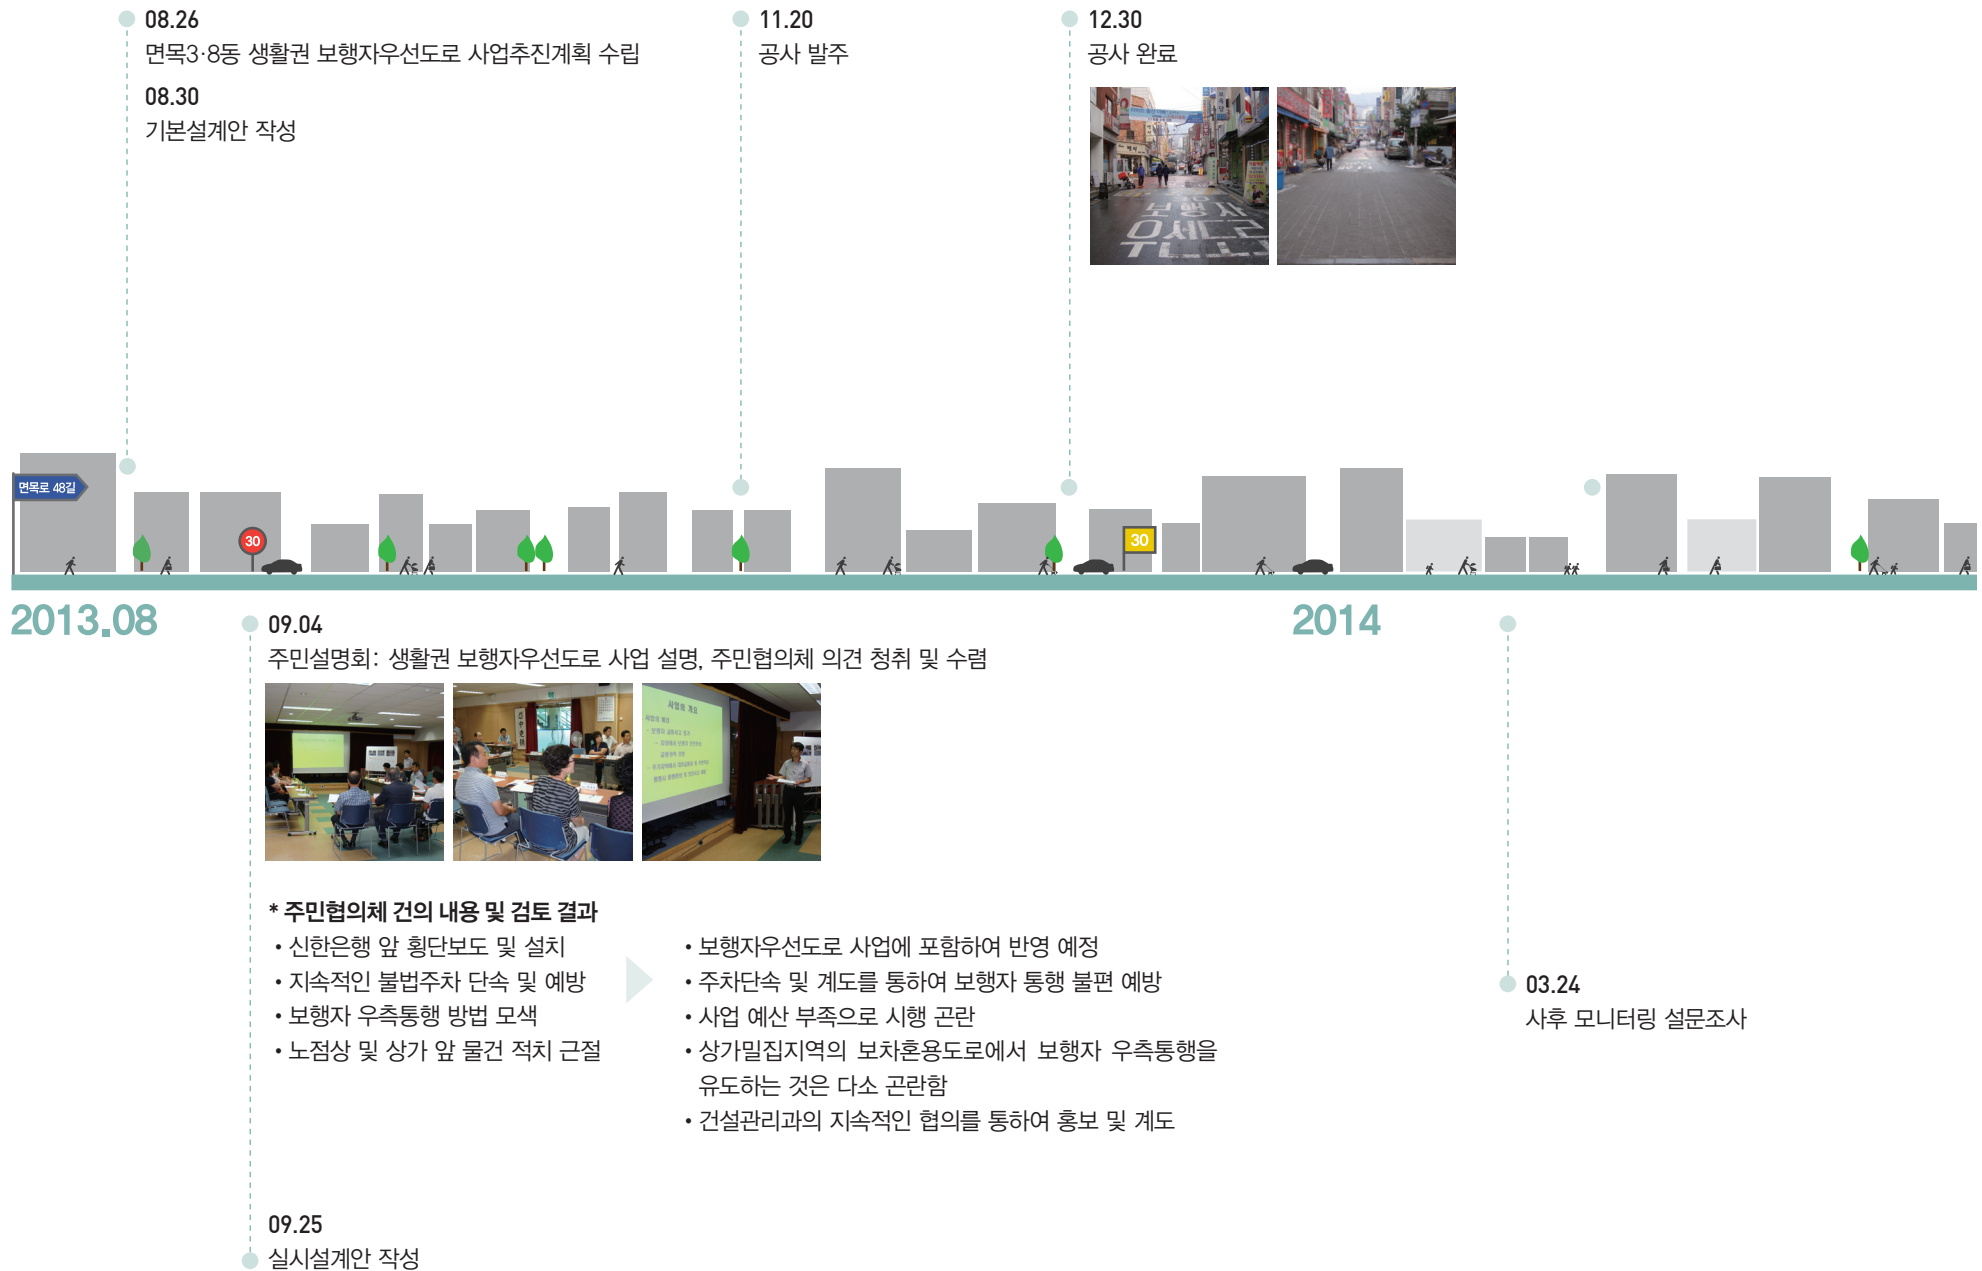 08.26
면목3·8동 생활권 보행자우선도로 사업추진계획 수립
08.30
기본설계안 작성
11.20
공사 발주
12.30
공사 완료
보행자
면목로 48길
30
30
2013.08
2014
09.04
주민설명회: 생활권 보행자우선도로 사업 설명, 주민협의체 의견 청취 및 수렴
사업의 개요
* 주민협의체 건의 내용 및 검토 결과
• 신한은행 앞 횡단보도 및 설치
• 지속적인 불법주차 단속 및 예방
• 보행자 우측통행 방법 모색
• 노점상 및 상가 앞 물건 적치 근절
• 보행자우선도로 사업에 포함하여 반영 예정
• 주차단속 및 계도를 통하여 보행자 통행 불편 예방
• 사업 예산 부족으로 시행 곤란
• 상가밀집지역의 보차혼용도로에서 보행자 우측통행을
유도하는 것은 다소 곤란함
• 건설관리과의 지속적인 협의를 통하여 홍보 및 계도
03.24
사후 모니터링 설문조사
09.25
실시설계안 작성